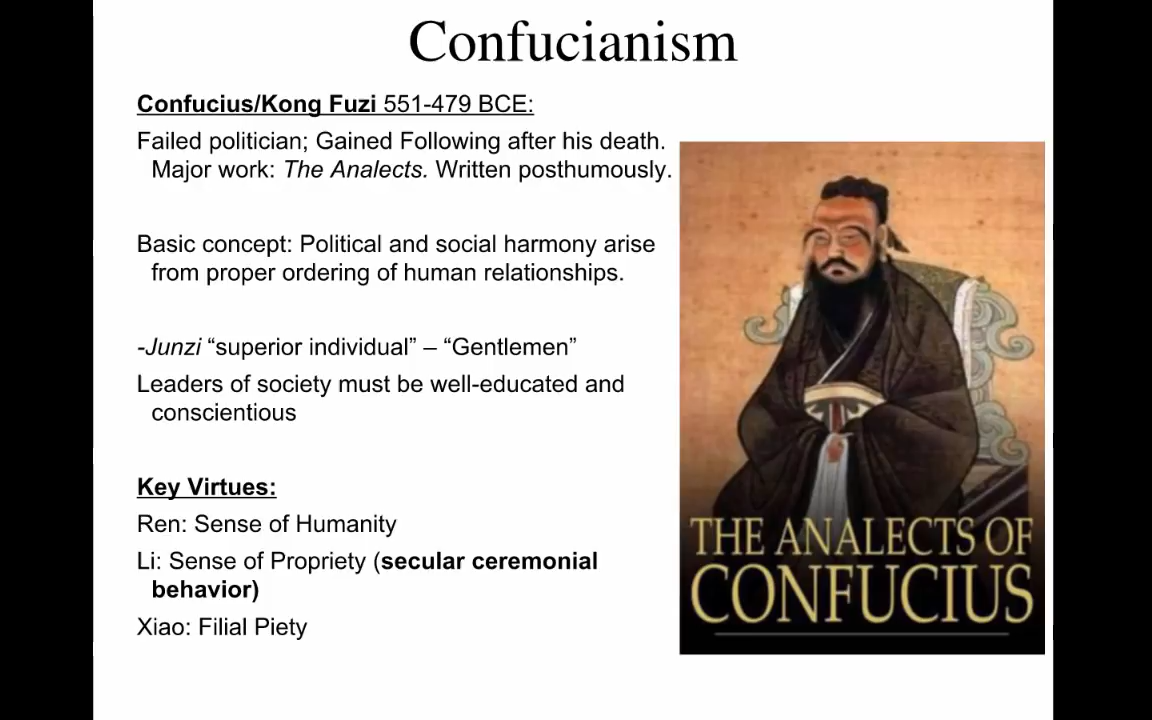 Confucianism
Confucius/Kong Fuzi 551-479 BCE:
Failed politician; Gained Following after his death.
Major work: The Analects. Written posthumously.
Basic concept: Political and social harmony arise
from proper ordering of human relationships.
-Junzi “superior individual” – “Gentlemen”
Leaders of society must be well-educated and
conscientious
Key Virtues:
Ren: Sense of Humanity
Li: Sense of Propriety (secular ceremonial
behavior)
Xiao: Filial Piety
THE ANALECTS OF
CONFUCIUS